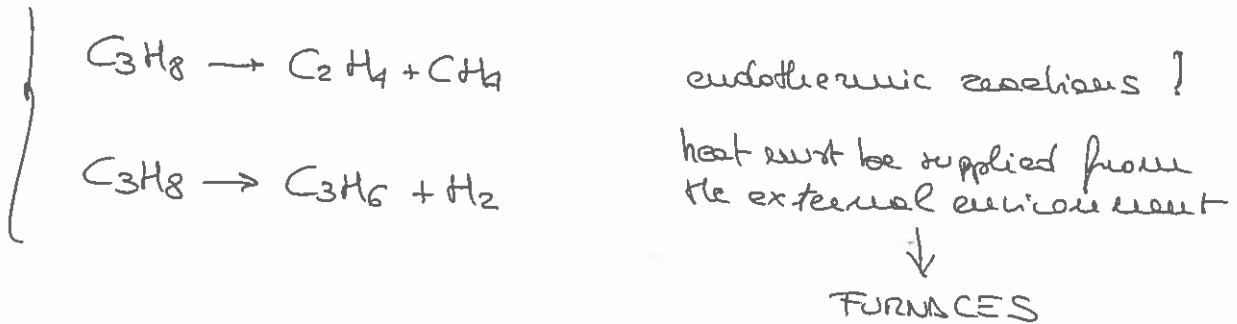 C₃H₈ → C₂H₄ + CH₄
endothermic reactions !
C₃H₈ → C₃H₆ + H₂
heat must be supplied from
the external environment
↓
FURNACES